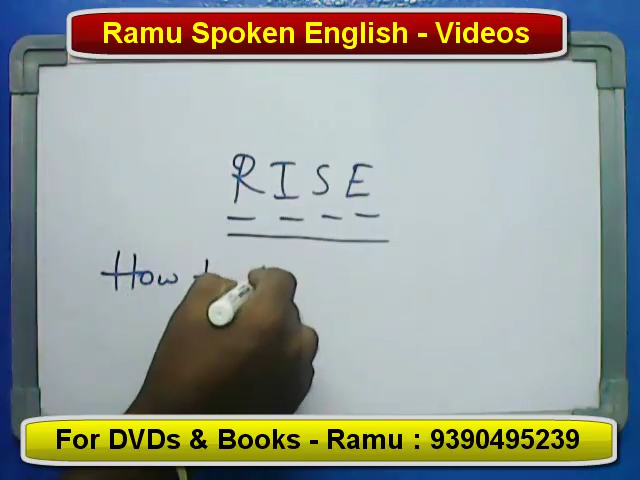 Ramu Spoken English - Videos
RISE
How t
For DVDs & Books - Ramu : 9390495239